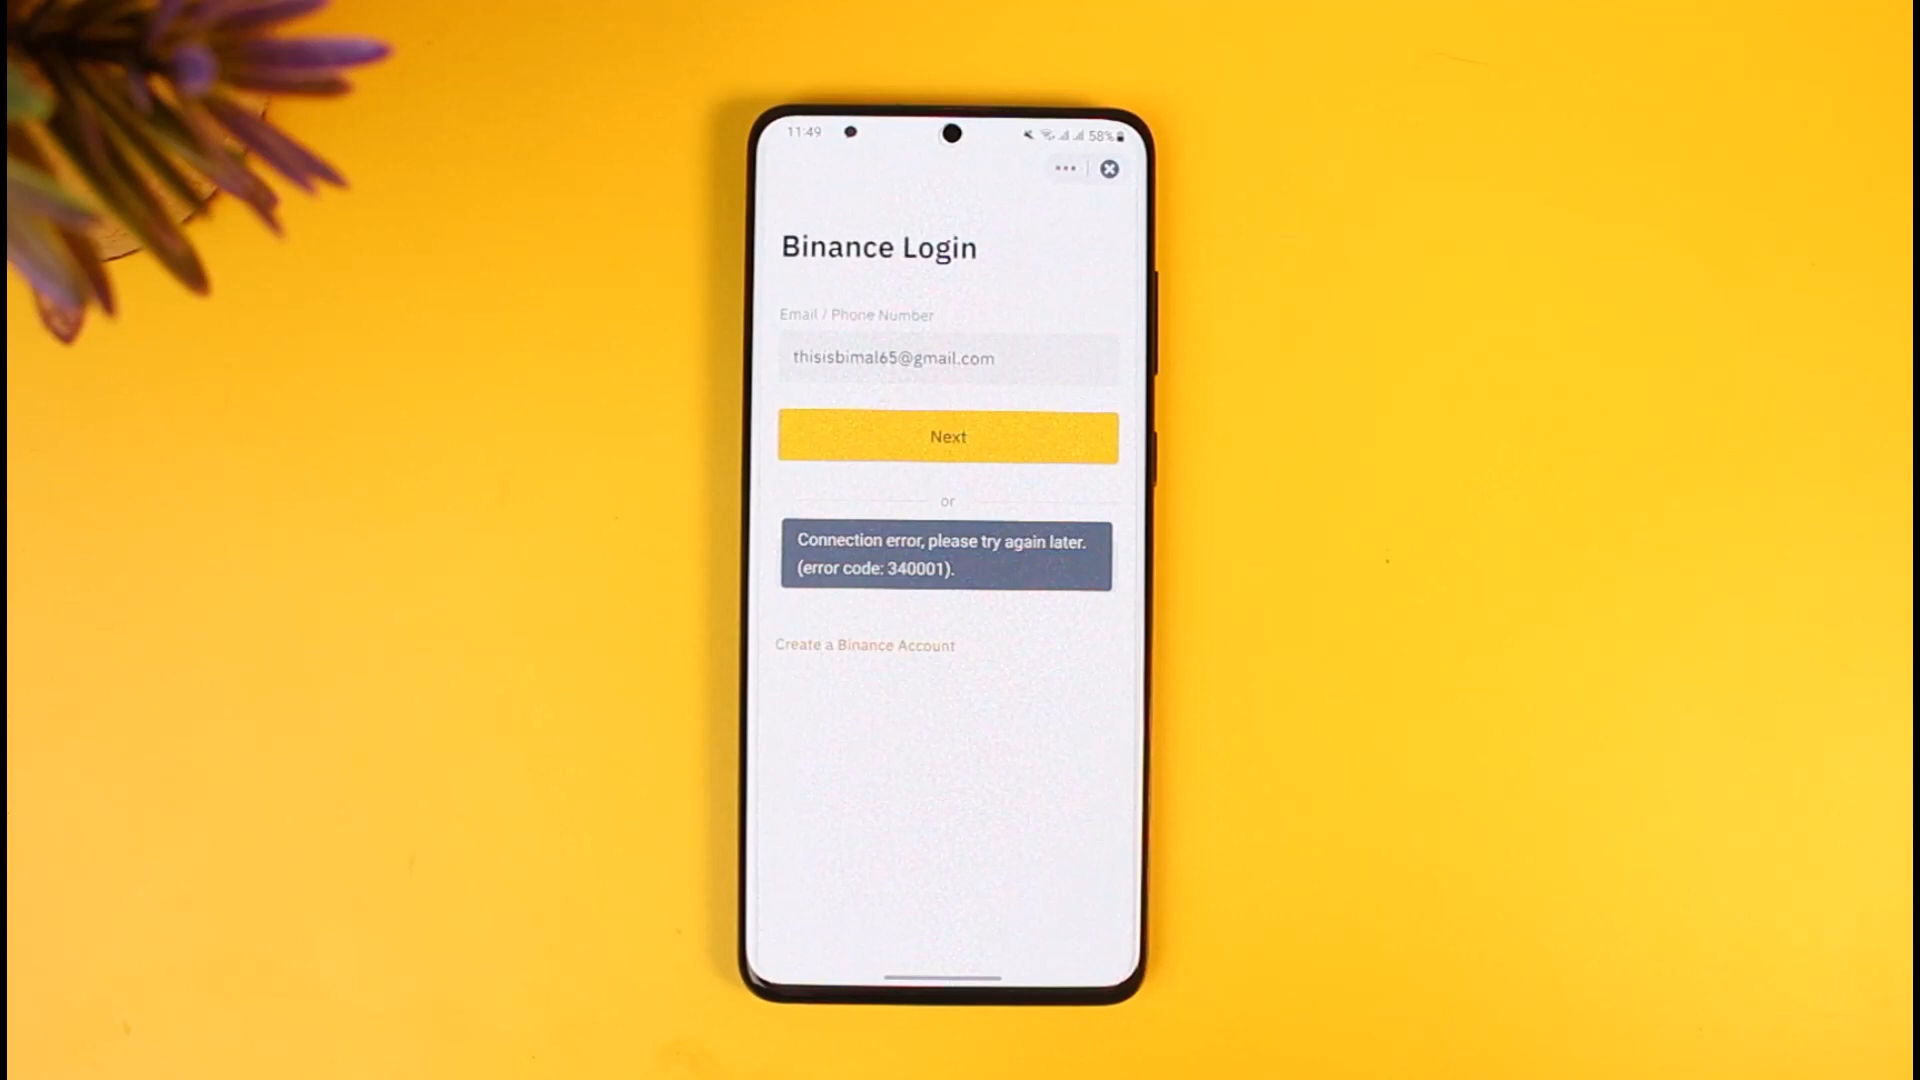 11:49
58%
Binance Login
Email / Phone Number
thisisbimal65@gmail.com
Next
or
Connection error, please try again later.
(error code: 340001).
Create a Binance Account